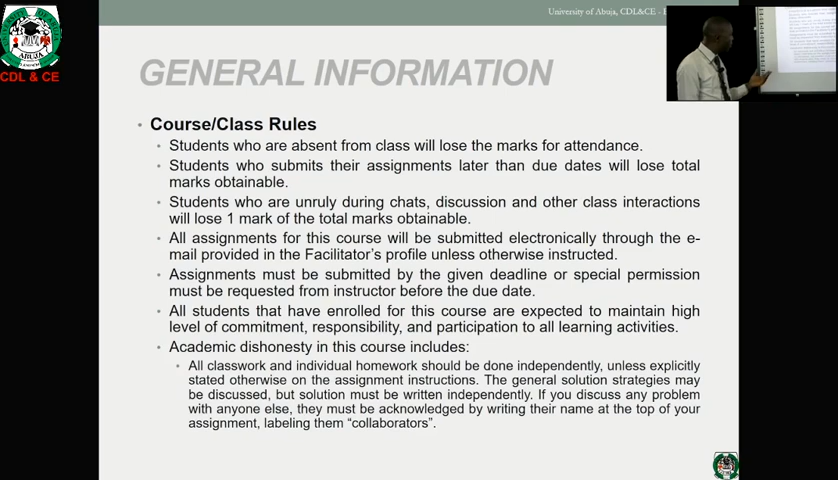 University of Abuja, CDL&CE -
ABUJA
CDL & CE
GENERAL INFORMATION
• Course/Class Rules
• Students who are absent from class will lose the marks for attendance.
• Students who submits their assignments later than due dates will lose total
marks obtainable.
• Students who are unruly during chats, discussion and other class interactions
will lose 1 mark of the total marks obtainable.
• All assignments for this course will be submitted electronically through the e-
mail provided in the Facilitator's profile unless otherwise instructed.
• Assignments must be submitted by the given deadline or special permission
must be requested from instructor before the due date.
• All students that have enrolled for this course are expected to maintain high
level of commitment, responsibility, and participation to all learning activities.
• Academic dishonesty in this course includes:
• All classwork and individual homework should be done independently, unless explicitly
stated otherwise on the assignment instructions. The general solution strategies may
be discussed, but solution must be written independently. If you discuss any problem
with anyone else, they must be acknowledged by writing their name at the top of your
assignment, labeling them “collaborators”.